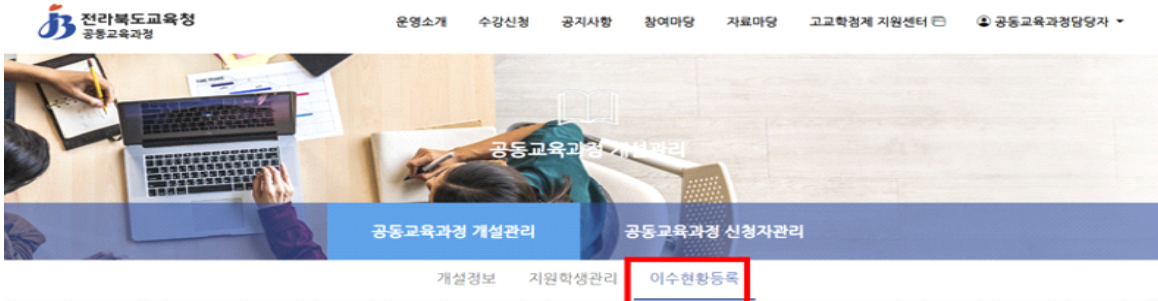 전라북도교육청
공동교육과정
운영소개 수강신청 공지사항 참여마당 자료마당 고교학점제 지원센터 공동교육과정담당자
공동교육과정 개설관리
공동교육과정 개설관리 공동교육과정 신청자관리
개설정보 지원학생관리 이수현황등록